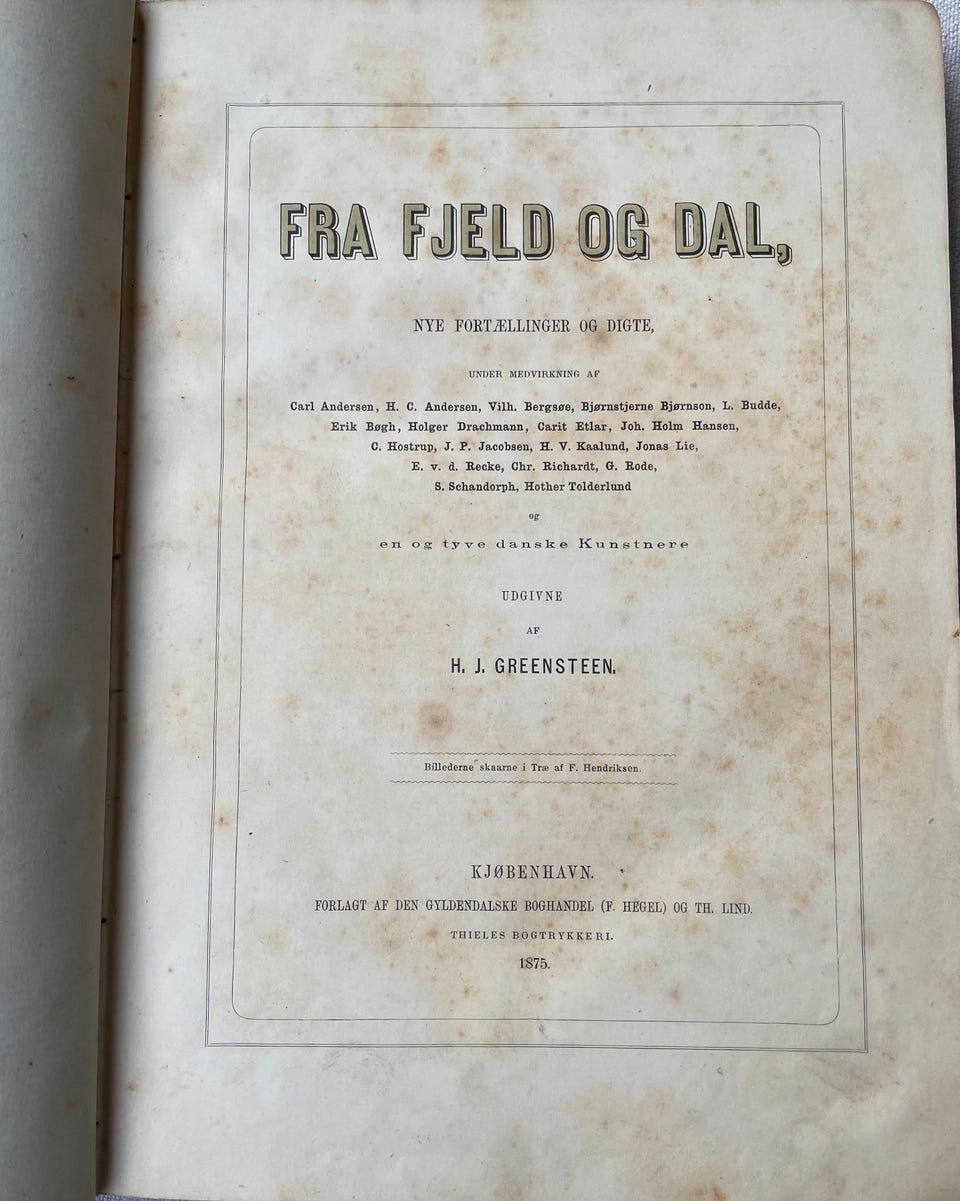 FRA FJELD OG DAL,
NYE FORTÆLLINGER OG DIGTE,
UNDER MEDVIRKNING AF
Carl Andersen, H. C. Andersen, Vilh. Bergsøe, Bjørnstjerne Bjørnson, L. Budde,
Erik Bøgh, Holger Drachmann, Carit Etlar, Joh. Holm Hansen,
C. Hostrup, J. P. Jacobsen, H. V. Kaalund, Jonas Lie,
E. v. d. Recke, Chr. Richardt, G. Rode,
S. Schandorph, Hother Tolderlund
og
en og tyve danske Kunstnere
UDGIVNE
AF
H. J. GREENSTEEN.
Billederne skaarne i Træ af F. Hendriksen.
KJØBENHAVN.
FORLAGT AF DEN GYLDENDALSKE BOGHANDEL (F. HEGEL) OG TH. LIND.
THIELES BOGTRYKKERI.
1875.